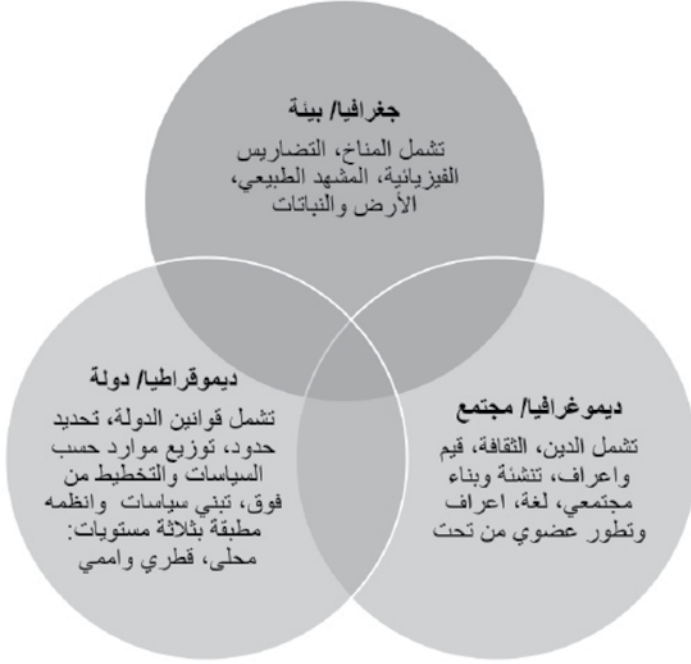 جغرافيا/ بيئة
تشمل المناخ، التضاريس
الفيزيائية، المشهد الطبيعي،
الأرض والنباتات
ديموقراطيا/ دولة
تشمل قوانين الدولة، تحديد
حدود، توزيع موارد حسب
السياسات والتخطيط من
فوق، تبني سياسات وانظمه
مطبقة بثلاثة مستويات:
محلى، قطري واممي
ديموغرافيا/ مجتمع
تشمل الدين، الثقافة، قيم
واعراف، تنشئة وبناء
مجتمعي، لغة، اعراف
وتطور عضوي من تحت